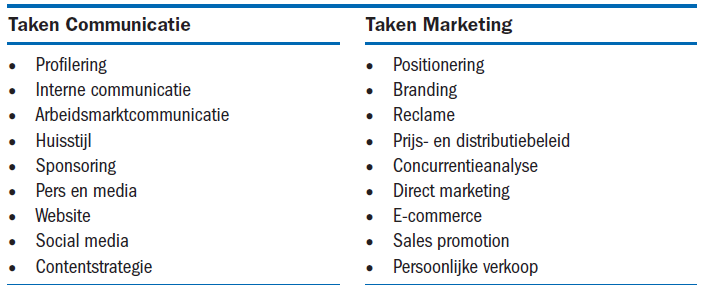 Taken Communicatie
• Profilering
• Interne communicatie
• Arbeidsmarktcommunicatie
• Huisstijl
• Sponsoring
• Pers en media
• Website
• Social media
• Contentstrategie
Taken Marketing
• Positionering
• Branding
• Reclame
• Prijs- en distributiebeleid
• Concurrentieanalyse
• Direct marketing
• E-commerce
• Sales promotion
• Persoonlijke verkoop